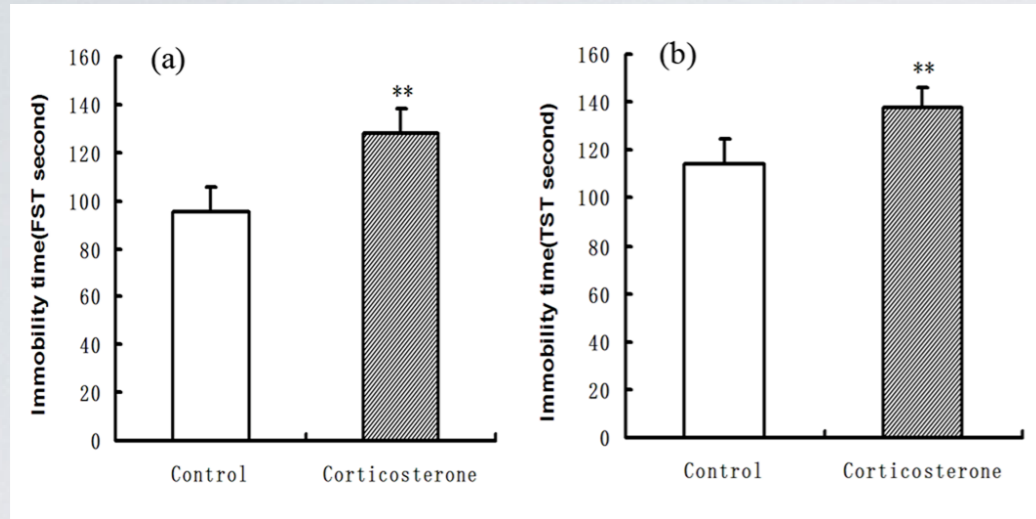 (a)
Immobility time(FST second)
160
140
120
100
80
60
40
20
0
**
Control
Corticosterone
(b)
Immobility time(TST second)
160
140
120
100
80
60
40
20
0
**
Control
Corticosterone